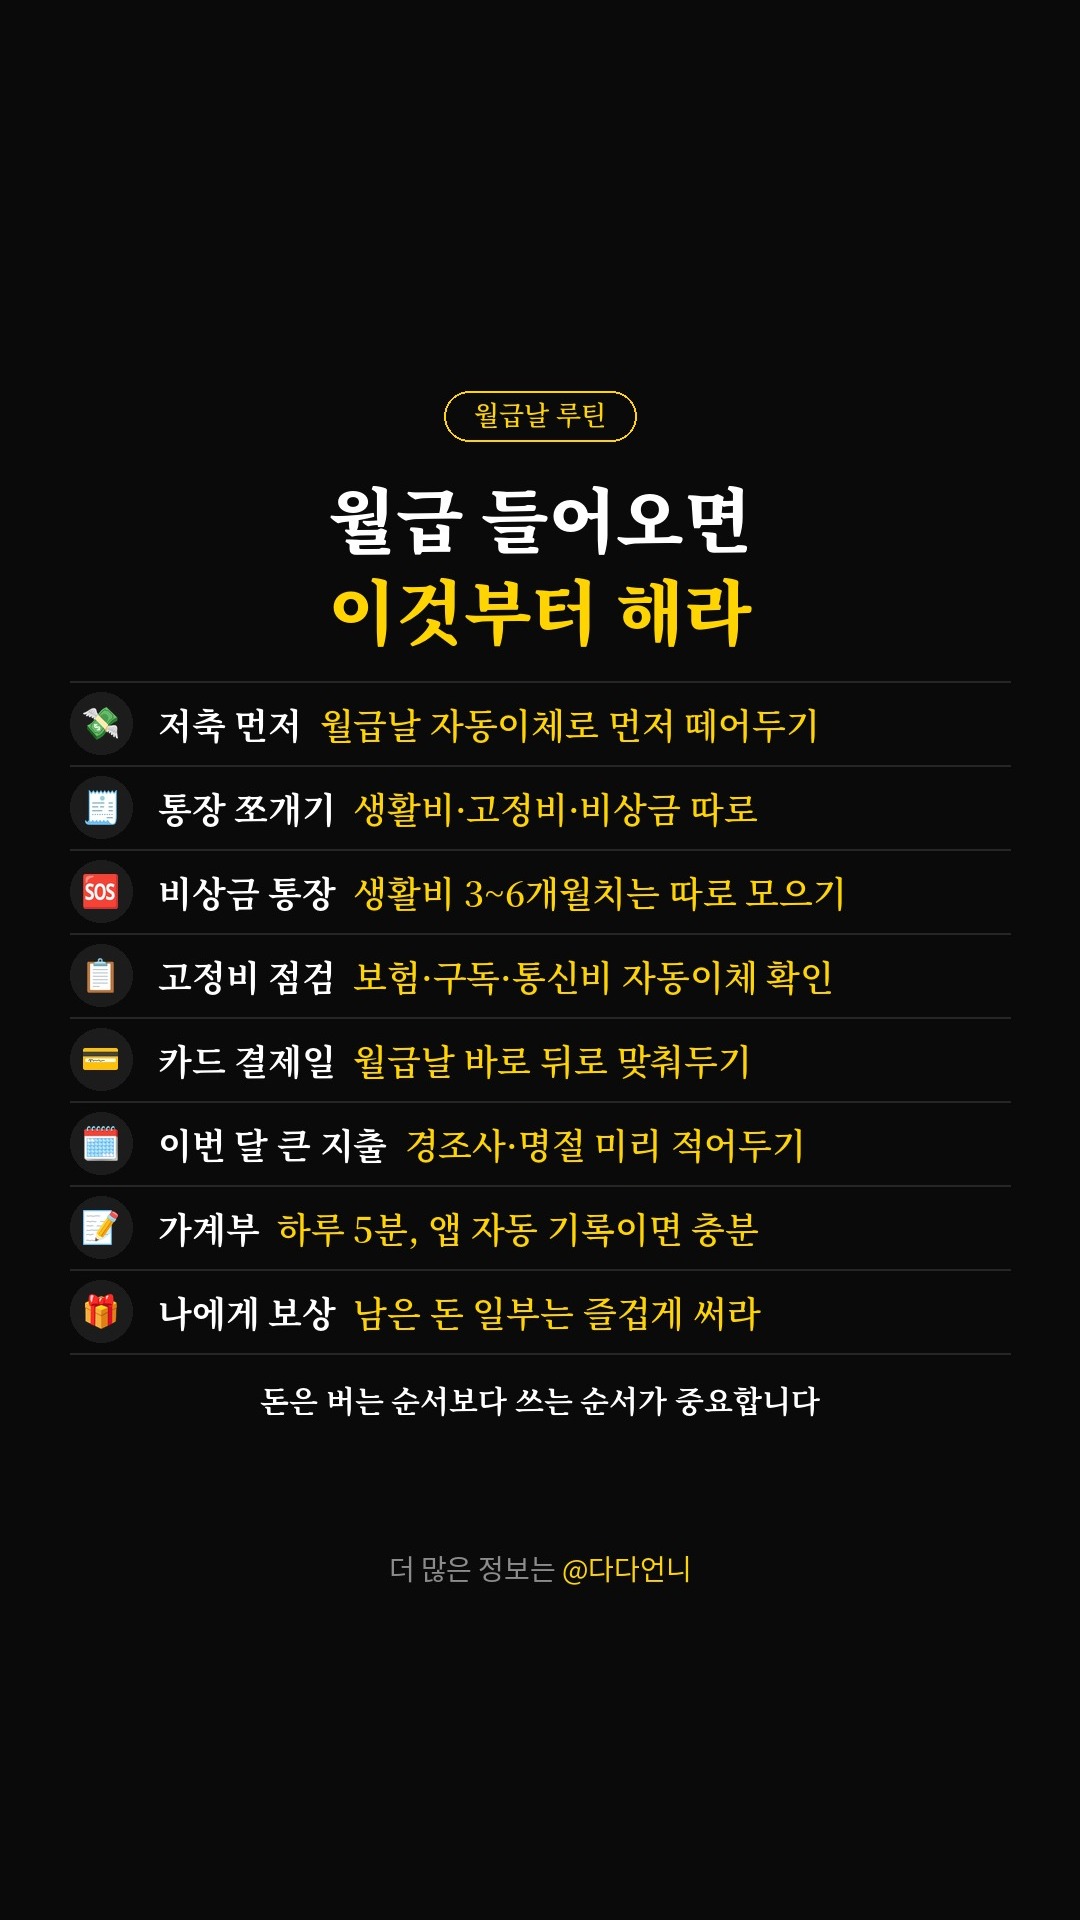 월급날 루틴
월급 들어오면
이것부터 해라
저축 먼저 월급날 자동이체로 먼저 떼어두기
통장 쪼개기 생활비·고정비·비상금 따로
SOS 비상금 통장 생활비 3~6개월치는 따로 모으기
고정비 점검 보험·구독·통신비 자동이체 확인
카드 결제일 월급날 바로 뒤로 맞춰두기
이번 달 큰 지출 경조사·명절 미리 적어두기
가계부 하루 5분, 앱 자동 기록이면 충분
나에게 보상 남은 돈 일부는 즐겁게 써라
돈은 버는 순서보다 쓰는 순서가 중요합니다
더 많은 정보는 @다다언니